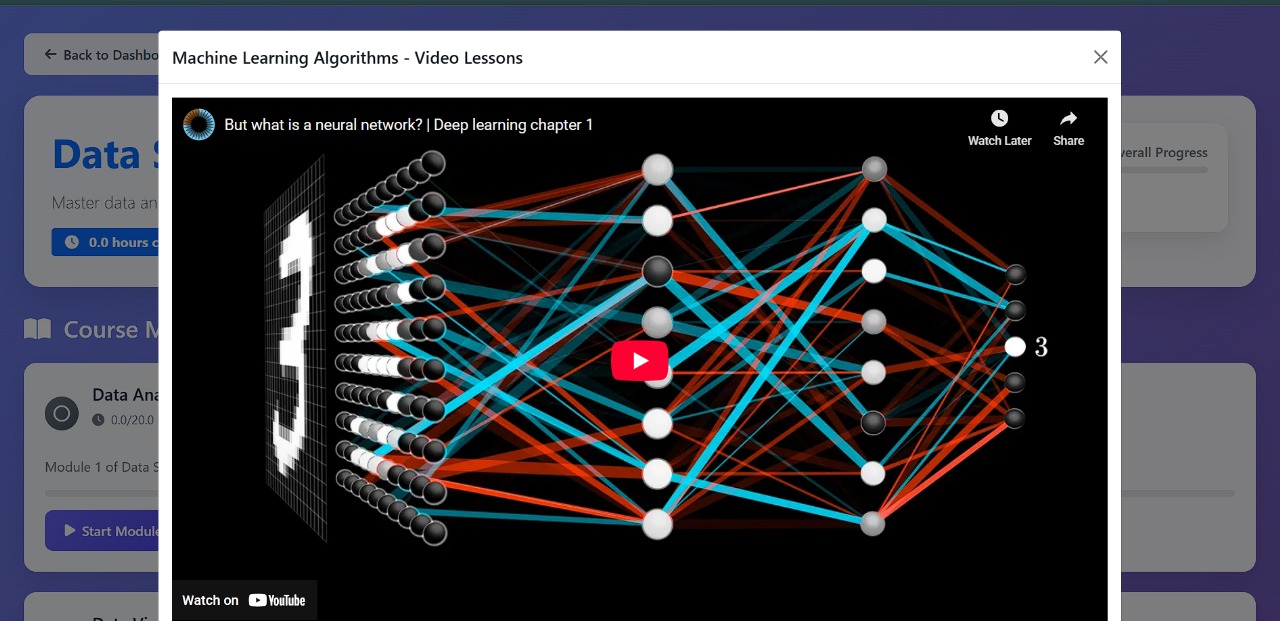 Back to Dashbo
Machine Learning Algorithms - Video Lessons
But what is a neural network? | Deep learning chapter 1
Watch Later
Share
Data
verall Progress
Master data an
0.0 hours
3
Course M
Data Ana
0.0/20.0
Module 1 of Data S
Start Module
Watch on YouTube